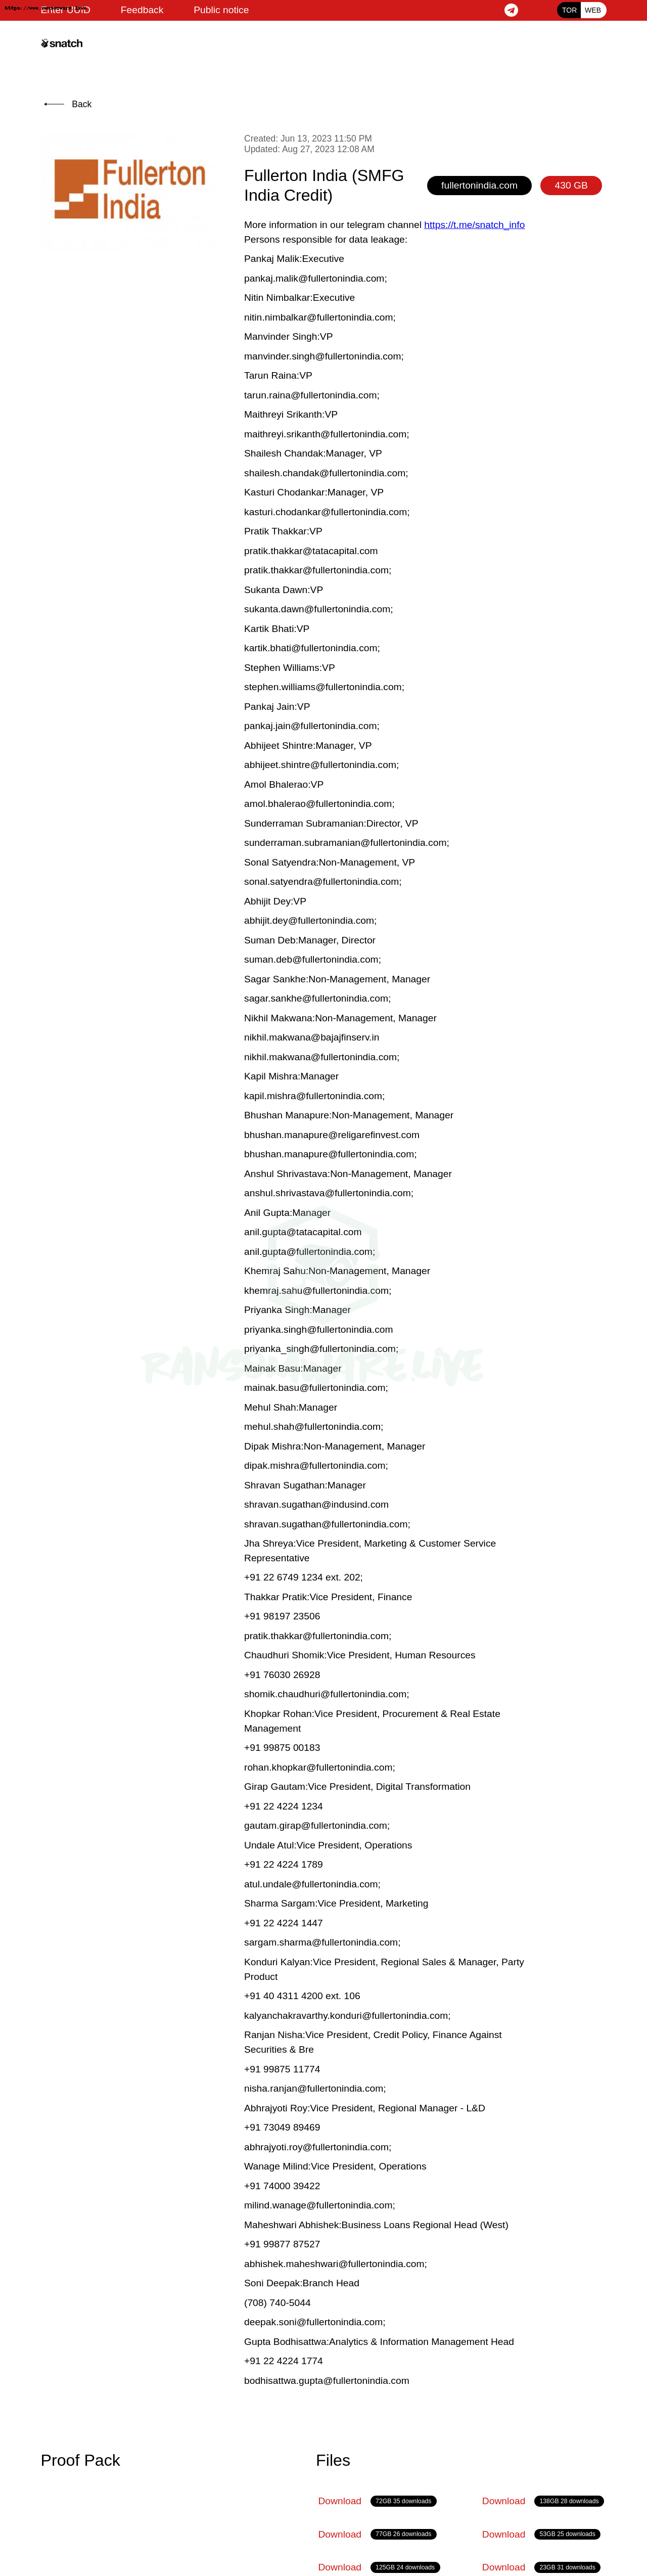 Enter UUID Feedback Public notice TOR WEB
snatch
Back
Fullerton
India
Created: Jun 13, 2023 11:50 PM
Updated: Aug 27, 2023 12:08 AM
Fullerton India (SMFG
India Credit)
fullertonindia.com 430 GB
More information in our telegram channel https://t.me/snatch_info
Persons responsible for data leakage:
Pankaj Malik:Executive
pankaj.malik@fullertonindia.com;
Nitin Nimbalkar:Executive
nitin.nimbalkar@fullertonindia.com;
Manvinder Singh:VP
manvinder.singh@fullertonindia.com;
Tarun Raina:VP
tarun.raina@fullertonindia.com;
Maithreyi Srikanth:VP
maithreyi.srikanth@fullertonindia.com;
Shailesh Chandak:Manager, VP
shailesh.chandak@fullertonindia.com;
Kasturi Chodankar:Manager, VP
kasturi.chodankar@fullertonindia.com;
Pratik Thakkar:VP
pratik.thakkar@tatacapital.com
pratik.thakkar@fullertonindia.com;
Sukanta Dawn:VP
sukanta.dawn@fullertonindia.com;
Kartik Bhati:VP
kartik.bhati@fullertonindia.com;
Stephen Williams:VP
stephen.williams@fullertonindia.com;
Pankaj Jain:VP
pankaj.jain@fullertonindia.com;
Abhijeet Shintre:Manager, VP
abhijeet.shintre@fullertonindia.com;
Amol Bhalerao:VP
amol.bhalerao@fullertonindia.com;
Sunderraman Subramanian:Director, VP
sunderraman.subramanian@fullertonindia.com;
Sonal Satyendra:Non-Management, VP
sonal.satyendra@fullertonindia.com;
Abhijit Dey:VP
abhijit.dey@fullertonindia.com;
Suman Deb:Manager, Director
suman.deb@fullertonindia.com;
Sagar Sankhe:Non-Management, Manager
sagar.sankhe@fullertonindia.com;
Nikhil Makwana:Non-Management, Manager
nikhil.makwana@bajajfinserv.in
nikhil.makwana@fullertonindia.com;
Kapil Mishra:Manager
kapil.mishra@fullertonindia.com;
Bhushan Manapure:Non-Management, Manager
bhushan.manapure@religarefinvest.com
bhushan.manapure@fullertonindia.com;
Anshul Shrivastava:Non-Management, Manager
anshul.shrivastava@fullertonindia.com;
Anil Gupta:Manager
anil.gupta@tatacapital.com
anil.gupta@fullertonindia.com;
Khemraj Sahu:Non-Management, Manager
khemraj.sahu@fullertonindia.com;
Priyanka Singh:Manager
priyanka.singh@fullertonindia.com
priyanka_singh@fullertonindia.com;
RANSOMWARE.LIVE
Mainak Basu:Manager
mainak.basu@fullertonindia.com;
Mehul Shah:Manager
mehul.shah@fullertonindia.com;
Dipak Mishra:Non-Management, Manager
dipak.mishra@fullertonindia.com;
Shravan Sugathan:Manager
shravan.sugathan@indusind.com
shravan.sugathan@fullertonindia.com;
Jha Shreya:Vice President, Marketing & Customer Service
Representative
+91 22 6749 1234 ext. 202;
Thakkar Pratik:Vice President, Finance
+91 98197 23506
pratik.thakkar@fullertonindia.com;
Chaudhuri Shomik:Vice President, Human Resources
+91 76030 26928
shomik.chaudhuri@fullertonindia.com;
Khopkar Rohan:Vice President, Procurement & Real Estate
Management
+91 99875 00183
rohan.khopkar@fullertonindia.com;
Girap Gautam:Vice President, Digital Transformation
+91 22 4224 1234
gautam.girap@fullertonindia.com;
Undale Atul:Vice President, Operations
+91 22 4224 1789
atul.undale@fullertonindia.com;
Sharma Sargam:Vice President, Marketing
+91 22 4224 1447
sargam.sharma@fullertonindia.com;
Konduri Kalyan:Vice President, Regional Sales & Manager, Party
Product
+91 40 4311 4200 ext. 106
kalyanchakravarthy.konduri@fullertonindia.com;
Ranjan Nisha:Vice President, Credit Policy, Finance Against
Securities & Bre
+91 99875 11774
nisha.ranjan@fullertonindia.com;
Abhrajyoti Roy:Vice President, Regional Manager - L&D
+91 73049 89469
abhrajyoti.roy@fullertonindia.com;
Wanage Milind:Vice President, Operations
+91 74000 39422
milind.wanage@fullertonindia.com;
Maheshwari Abhishek:Business Loans Regional Head (West)
+91 99877 87527
abhishek.maheshwari@fullertonindia.com;
Soni Deepak:Branch Head
(708) 740-5044
deepak.soni@fullertonindia.com;
Gupta Bodhisattwa:Analytics & Information Management Head
+91 22 4224 1774
bodhisattwa.gupta@fullertonindia.com
Proof Pack Files
Download 72GB 35 downloads Download 138GB 28 downloads
Download 77GB 26 downloads Download 53GB 25 downloads
Download 125GB 24 downloads Download 23GB 31 downloads